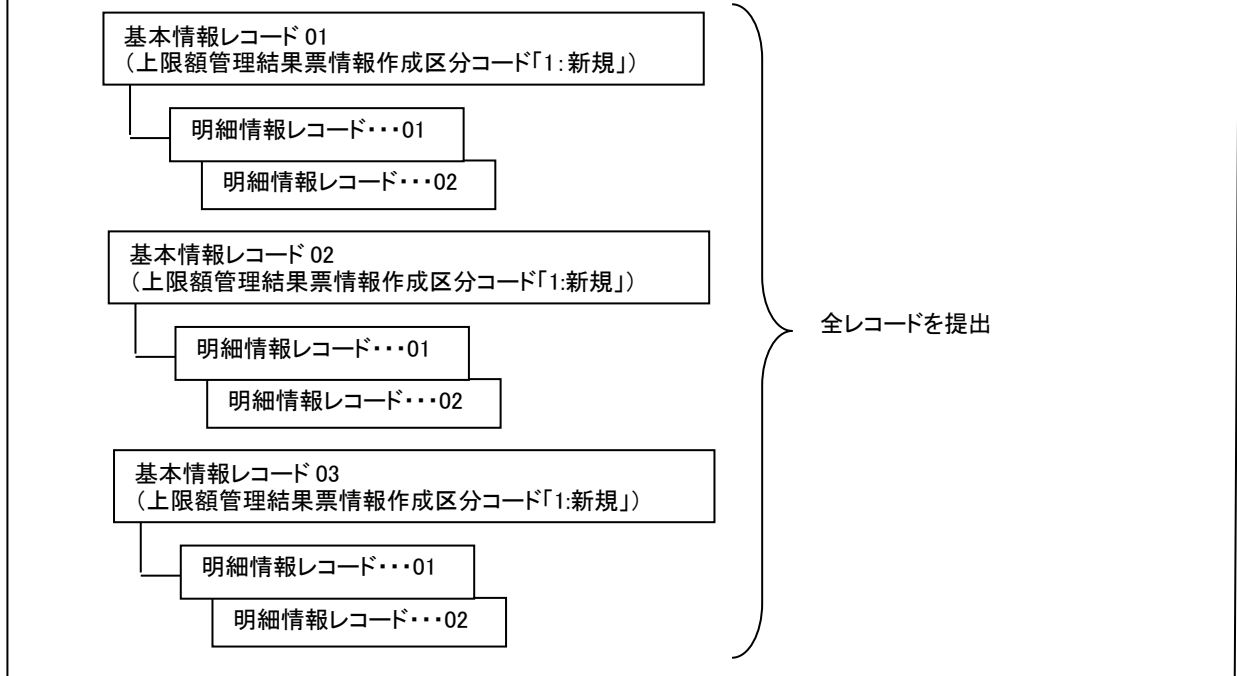 基本情報レコード 01
（上限額管理結果票情報作成区分コード「1：新規」）
明細情報レコード・・・01
明細情報レコード・・・02
基本情報レコード 02
（上限額管理結果票情報作成区分コード「1:新規」）
明細情報レコード・・・01
明細情報レコード・・・02
全レコードを提出
基本情報レコード 03
（上限額管理結果票情報作成区分コード「1:新規」）
明細情報レコード・・・01
明細情報レコード・・・02